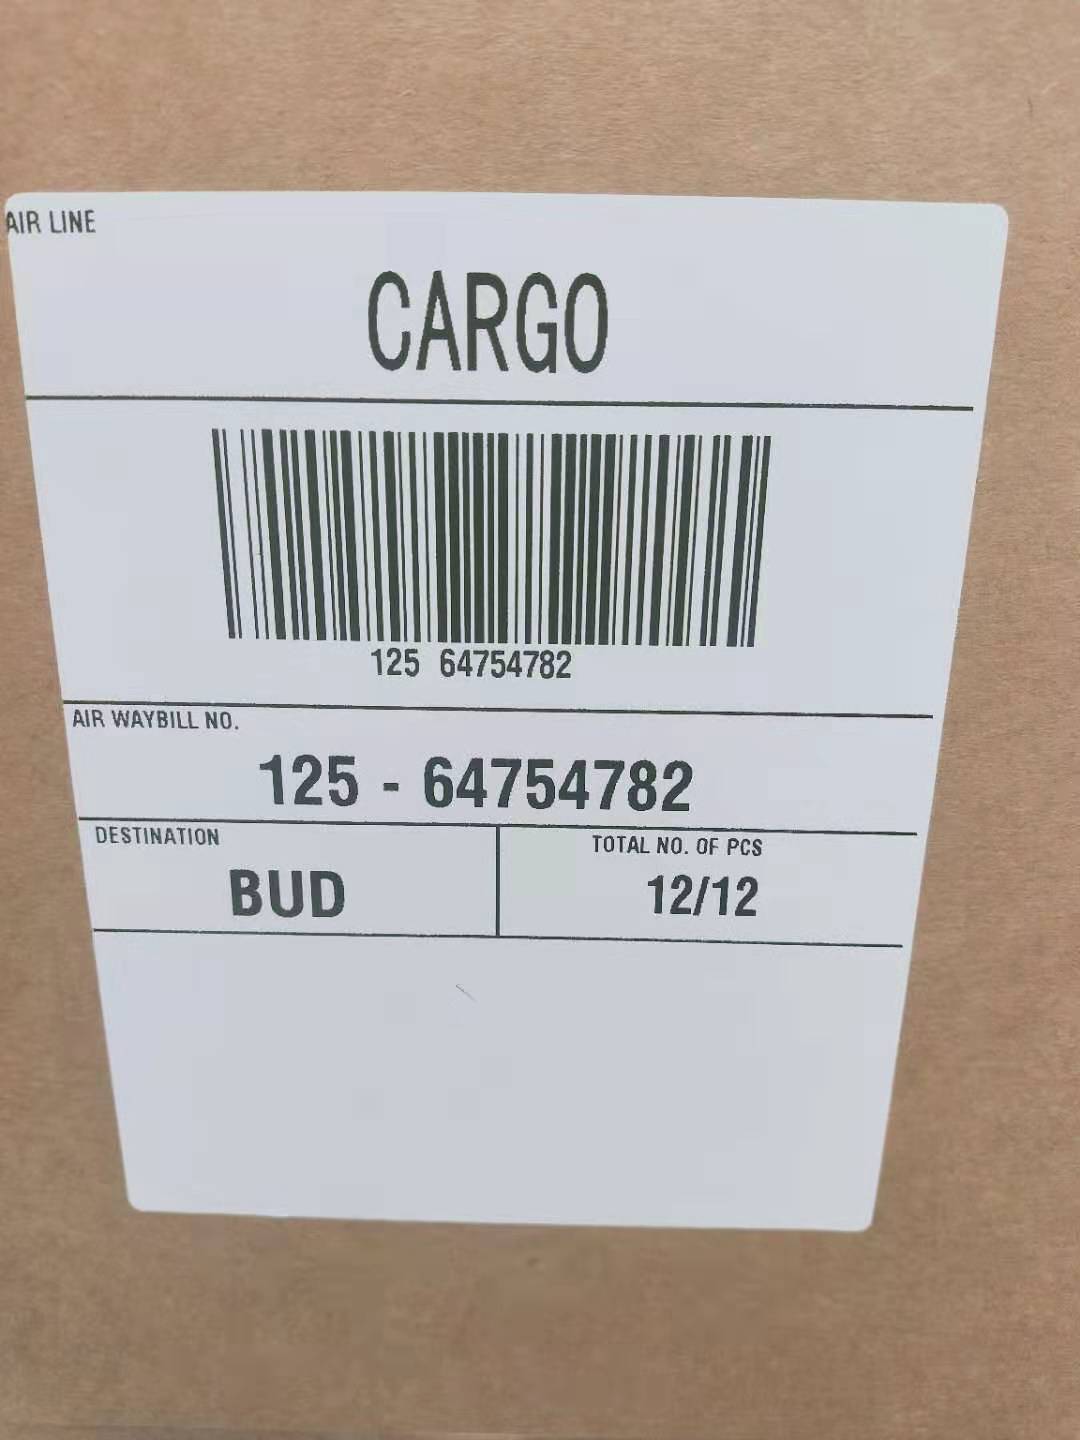 AIR LINE
CARGO
125 64754782
AIR WAYBILL NO.
125 - 64754782
DESTINATION
BUD
TOTAL NO. OF PCS
12/12